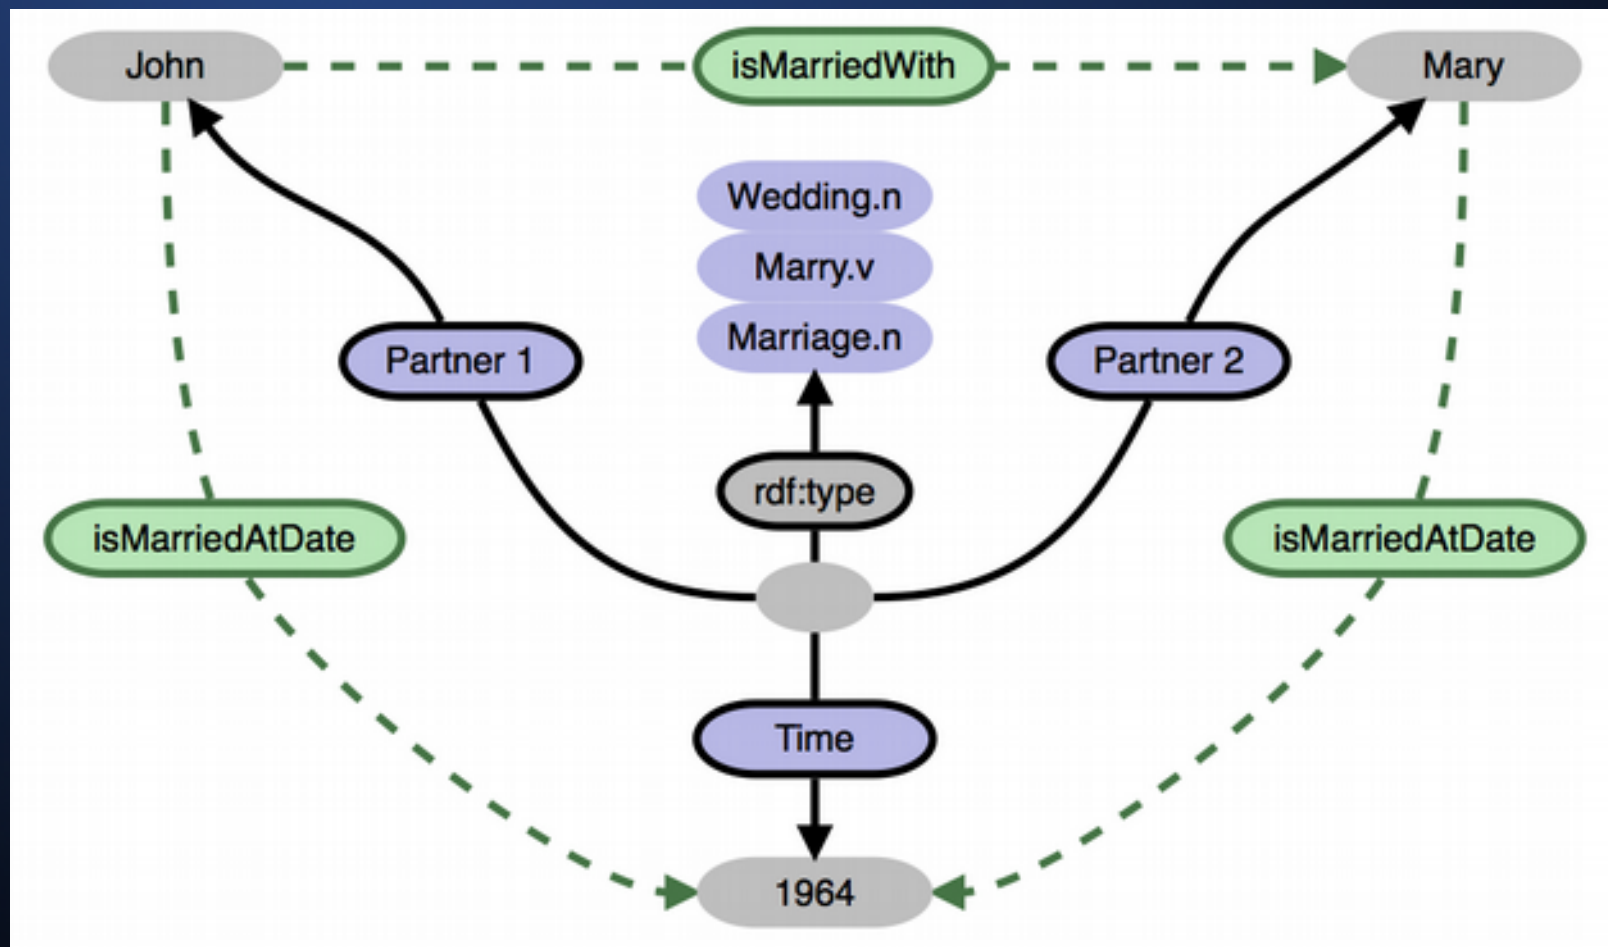 John
isMarriedWith
Mary
Wedding.n
Marry.v
Marriage.n
Partner 1
Partner 2
rdf:type
isMarriedAtDate
isMarriedAtDate
Time
1964